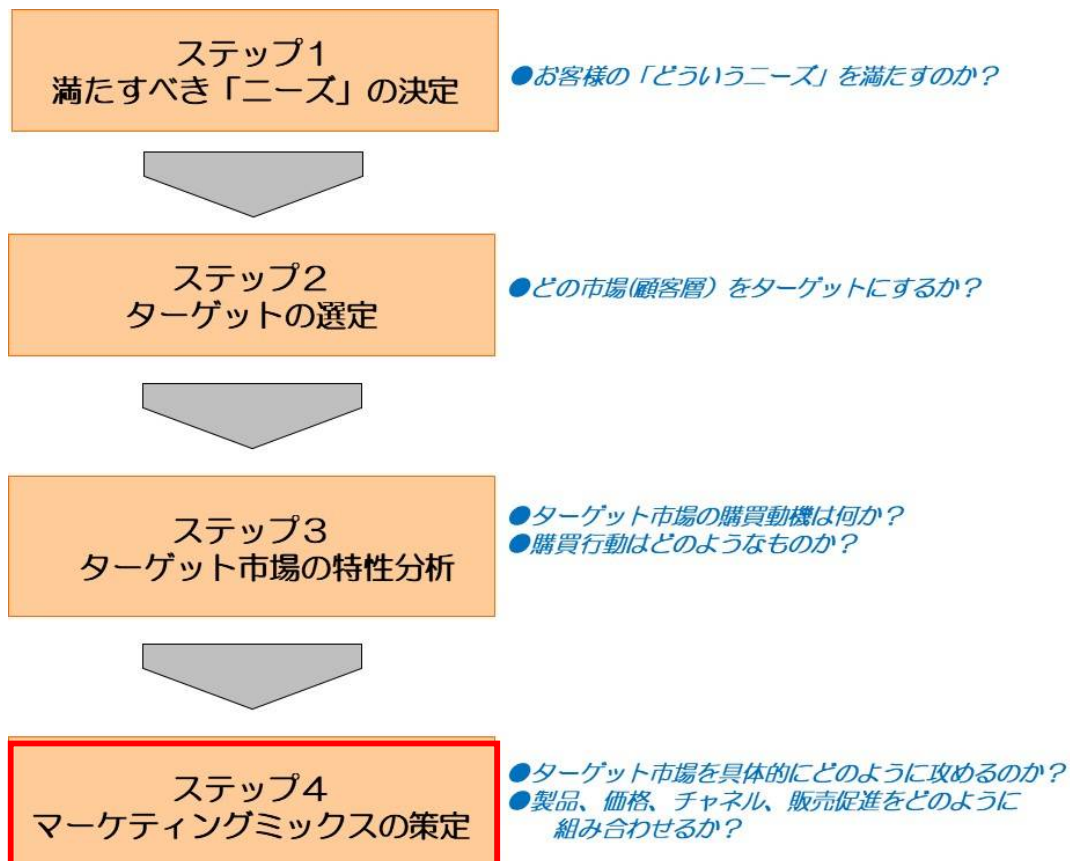 ステップ1
満たすべき「ニーズ」の決定
●お客様の「どういうニーズ」を満たすのか?
ステップ2
ターゲットの選定
●どの市場(顧客層)をターゲットにするか?
ステップ3
ターゲット市場の特性分析
●ターゲット市場の購買動機は何か?
●購買行動はどのようなものか?
ステップ4
マーケティングミックスの策定
●ターゲット市場を具体的にどのように攻めるのか?
●製品、価格、チャネル、販売促進をどのように
組み合わせるか?